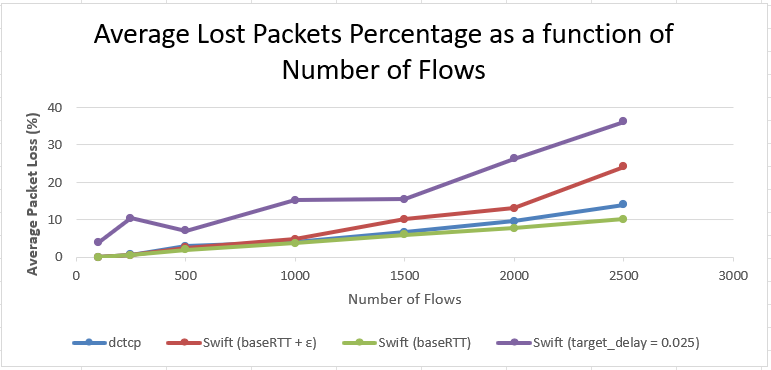 Average Lost Packets Percentage as a function of
Number of Flows
Average Packet Loss (%)
40
30
20
10
0
0 500 1000 1500 2000 2500 3000
Number of Flows
dctcp Swift (baseRTT + ε) Swift (baseRTT) Swift (target_delay = 0.025)